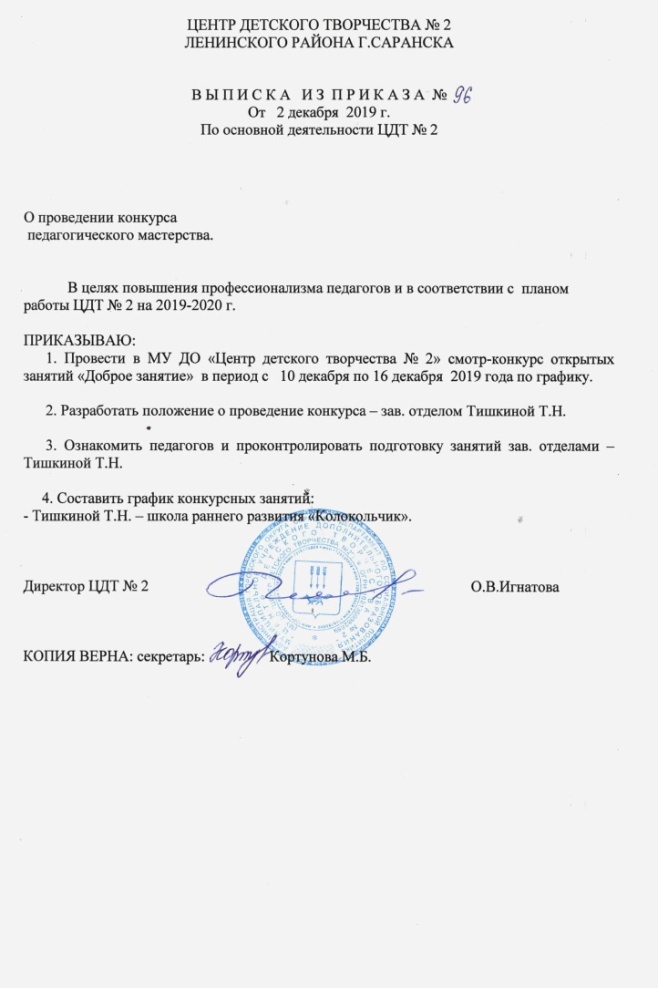 ЦЕНТР ДЕТСКОГО ТВОРЧЕСТВА № 2
ЛЕНИНСКОГО РАЙОНА Г.САРАНСКА
В Ы П И С К А И З П Р И К А З А № 96
От 2 декабря 2019 г.
По основной деятельности ЦДТ № 2
О проведении конкурса
педагогического мастерства.
В целях повышения профессионализма педагогов и в соответствии с планом
работы ЦДТ № 2 на 2019-2020 г.
ПРИКАЗЫВАЮ:
1. Провести в МУ ДО «Центр детского творчества № 2» смотр-конкурс открытых
занятий «Доброе занятие» в период с 10 декабря по 16 декабря 2019 года по графику.
2. Разработать положение о проведение конкурса – зав. отделом Тишкиной Т.Н.
3. Ознакомить педагогов и проконтролировать подготовку занятий зав. отделами –
Тишкиной Т.Н.
4. Составить график конкурсных занятий:
- Тишкиной Т.Н. – школа раннего развития «Колокольчик».
Директор ЦДТ № 2 О.В.Игнатова
КОПИЯ ВЕРНА: секретарь: Кортунова М.Б.